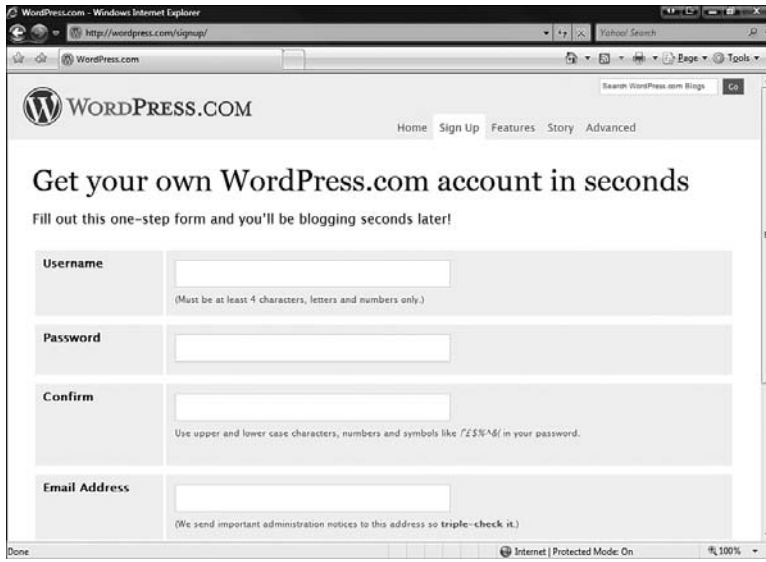 WordPress.com - Windows Internet Explorer
http://wordpress.com/signup/
Yahoo! Search
WordPress.com
Page
Tools
Search WordPress.com Blogs
Go
WORDPRESS.COM
Home Sign Up Features Story Advanced
Get your own WordPress.com account in seconds
Fill out this one-step form and you'll be blogging seconds later!
Username
(Must be at least 4 characters, letters and numbers only.)
Password
Confirm
Use upper and lower case characters, numbers and symbols like !"£$%^&( in your password.
Email Address
(We send important administration notices to this address so triple-check it.)
Done
Internet | Protected Mode: On
100%